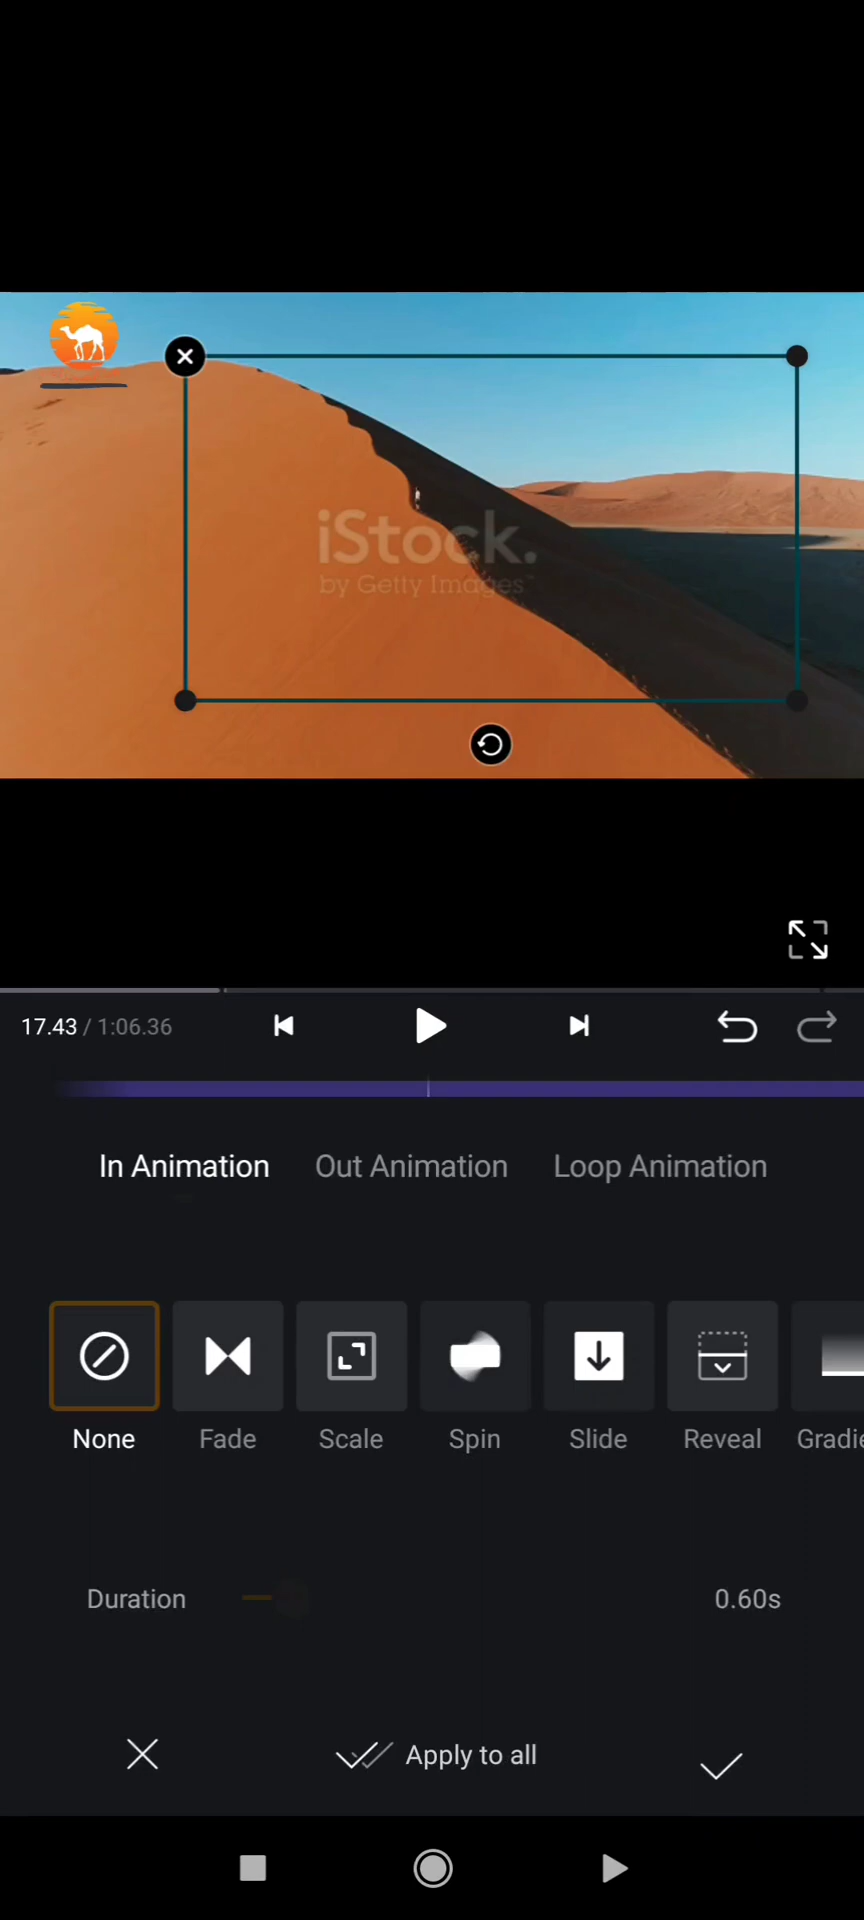 iStock.
by Getty Images™
17.43 / 1:06.36
In Animation Out Animation Loop Animation
None Fade Scale Spin Slide Reveal Gradie
Duration 0.60s
Apply to all